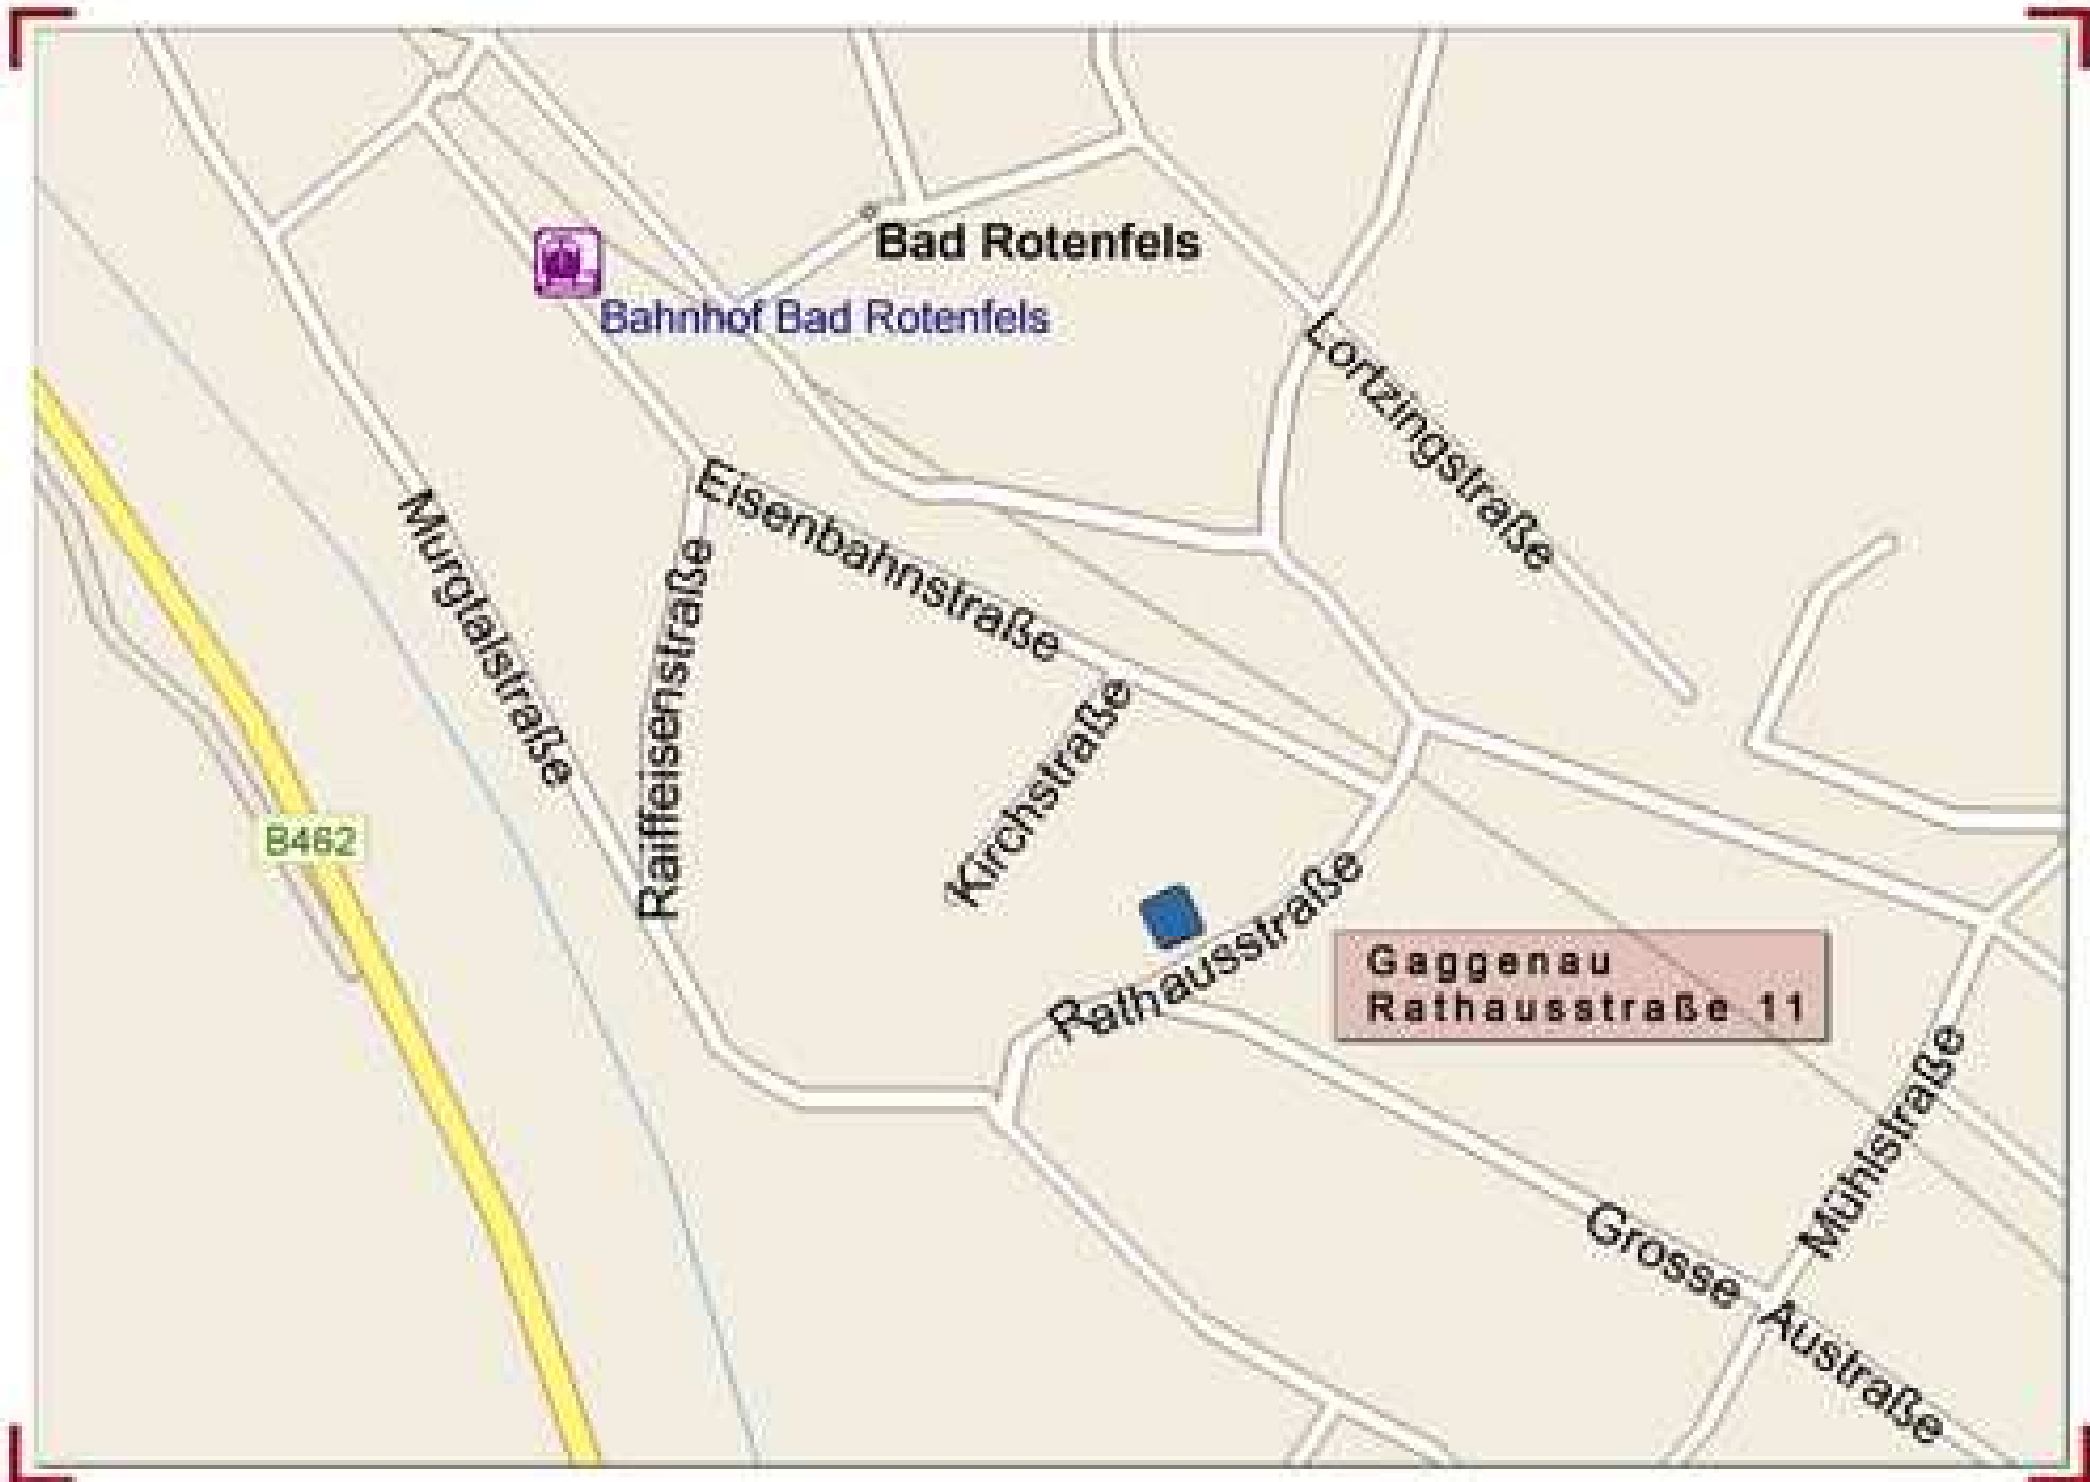 Bad Rotenfels
Bahnhof Bad Rotenfels
Lortzingstraße
Eisenbahnstraße
Murgtalstraße
Raiffeisenstraße
Kirchstraße
B462
Rathausstraße
Gaggenau
Rathausstraße 11
Mühlstraße
Grosse Austraße